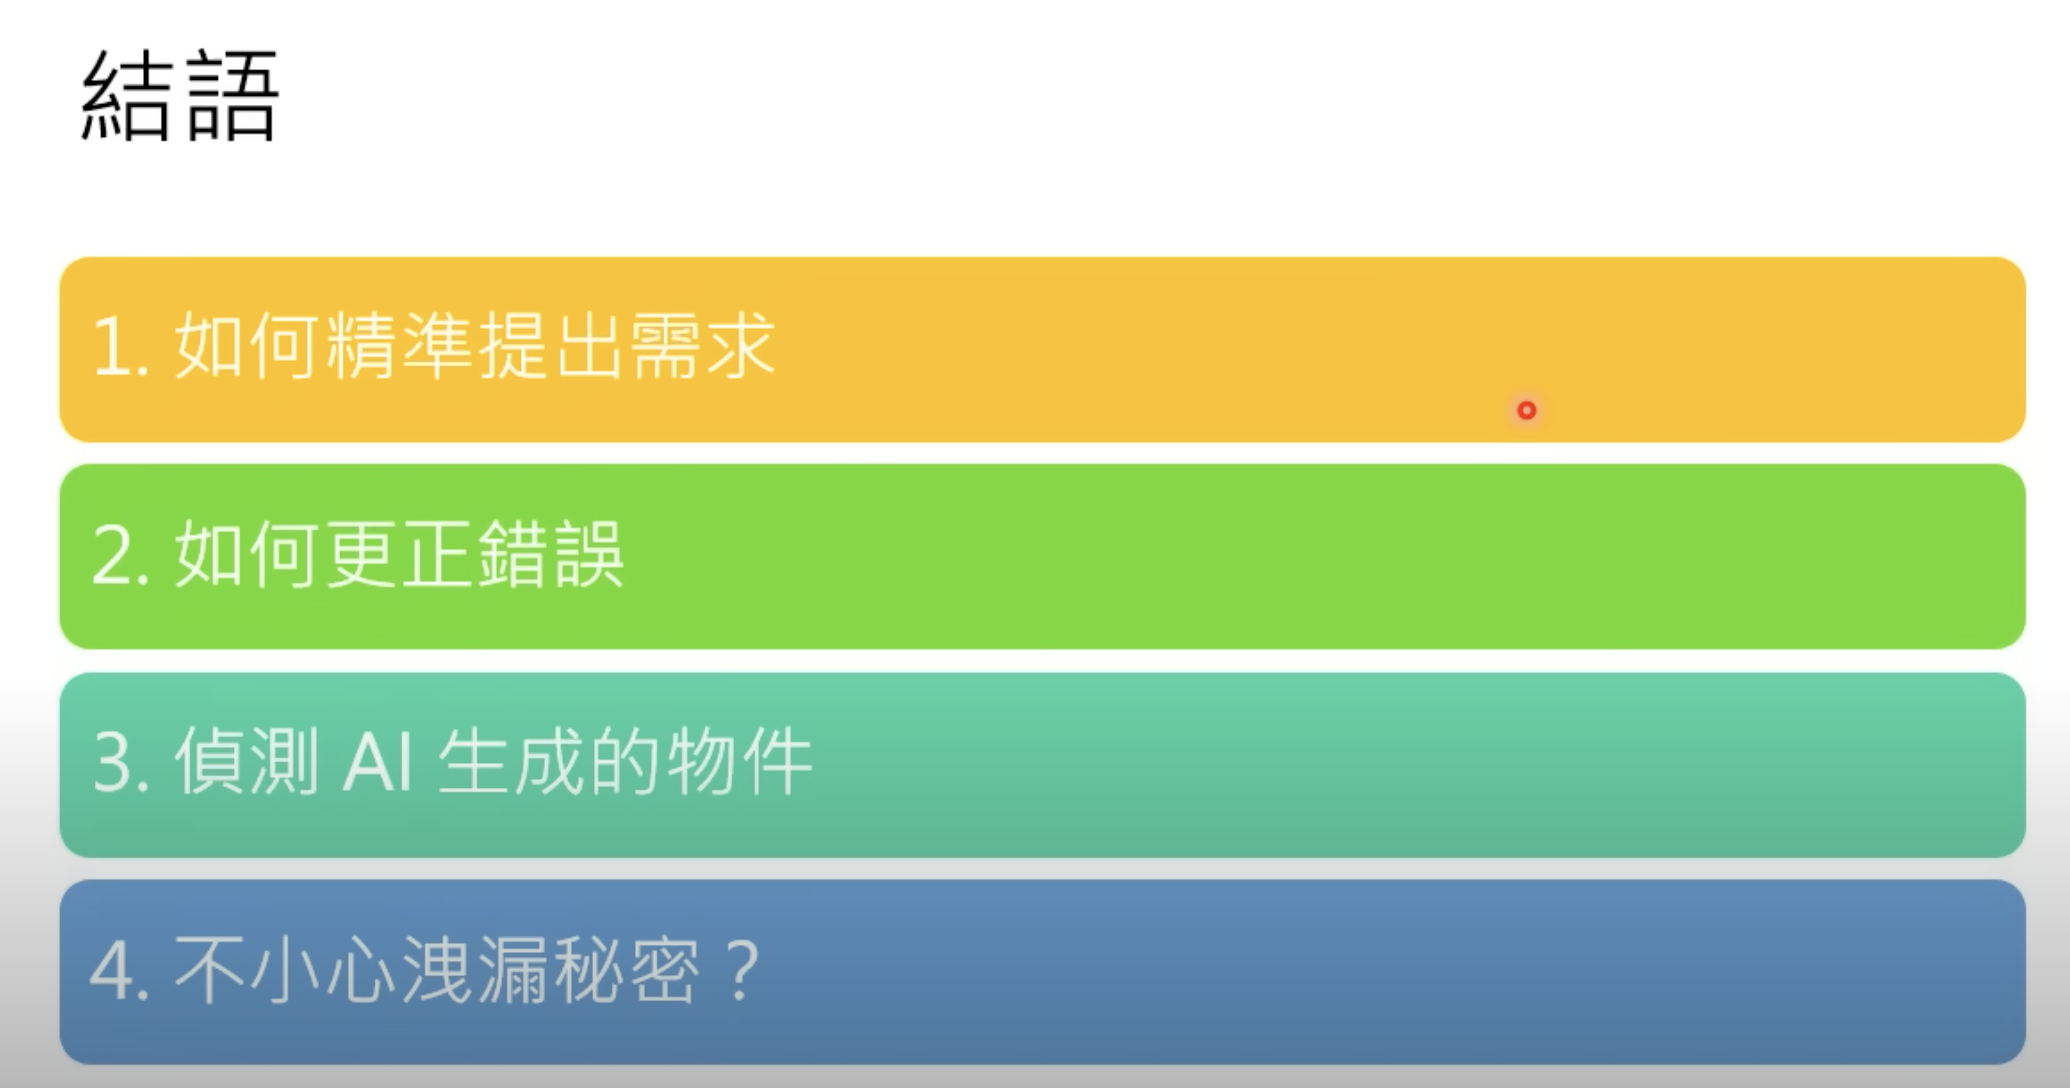 結語
1. 如何精準提出需求
2. 如何更正錯誤
3. 偵測 AI 生成的物件
4. 不小心洩漏秘密？